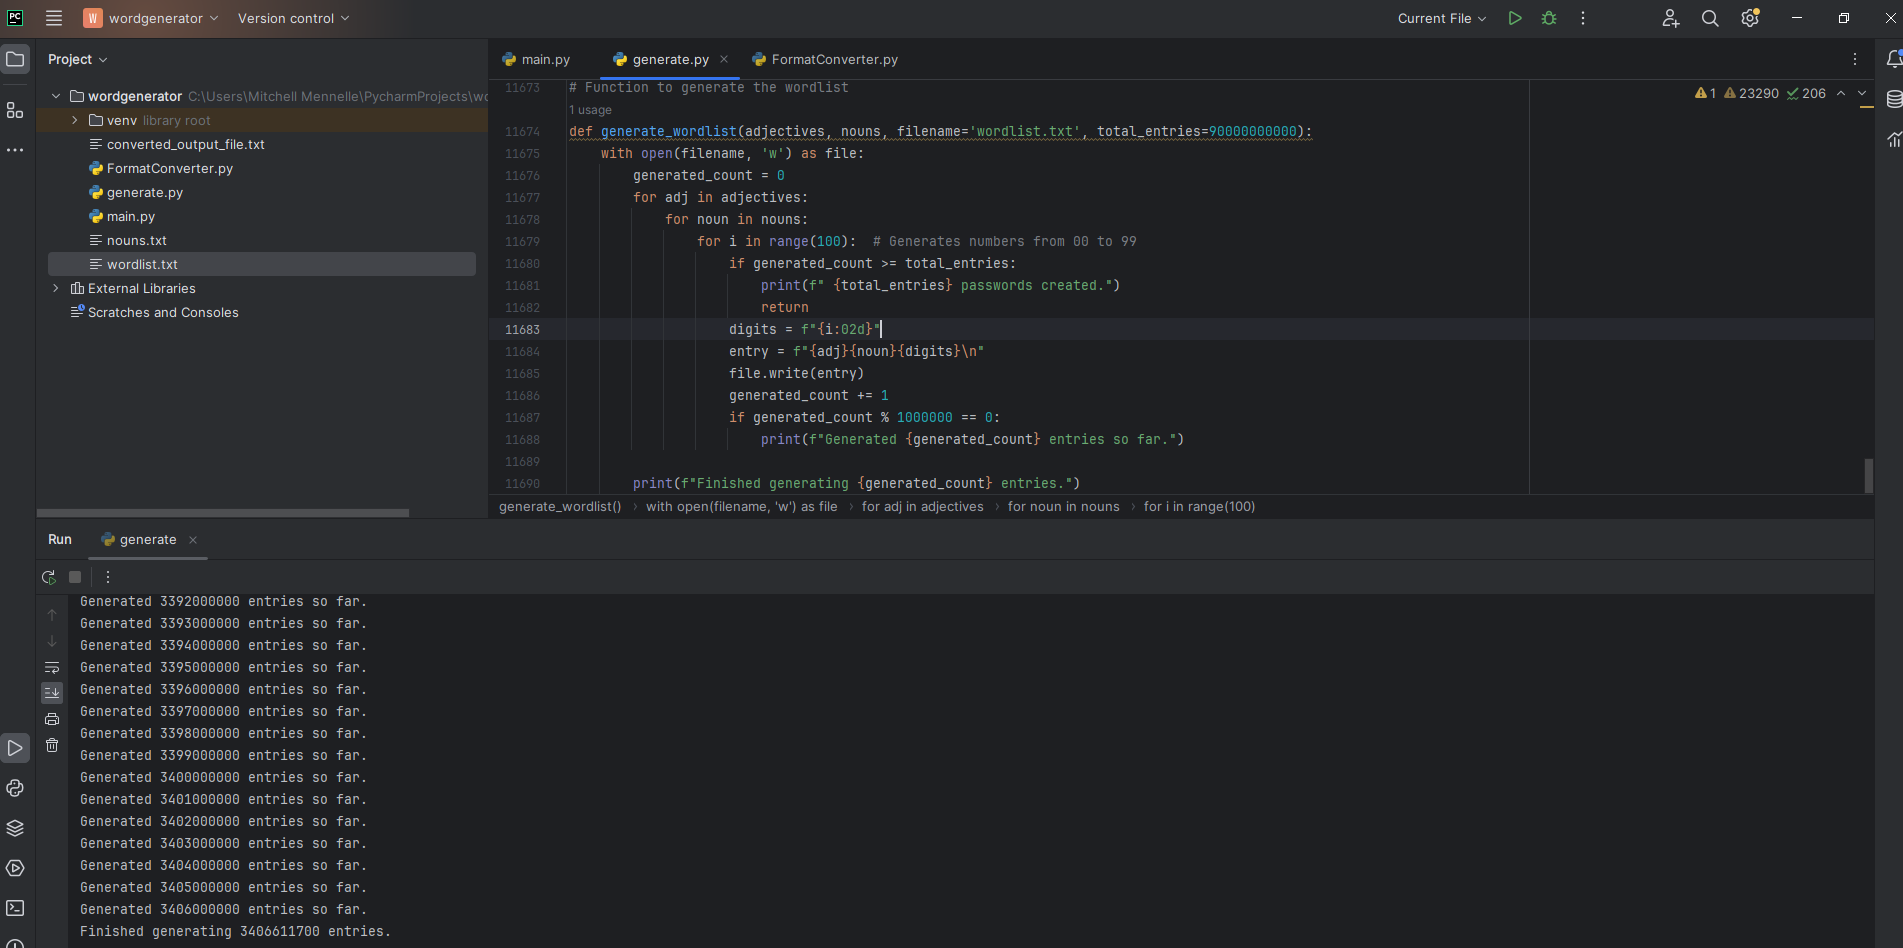 PC
W wordgenerator Version control
Current File
Project
wordgenerator C:\Users\Mitchell Mennelle\PycharmProjects\wo
venv library root
converted_output_file.txt
FormatConverter.py
generate.py
main.py
nouns.txt
wordlist.txt
External Libraries
Scratches and Consoles
main.py generate.py FormatConverter.py
1 23290 206
11673 # Function to generate the wordlist
1 usage
11674 def generate_wordlist(adjectives, nouns, filename='wordlist.txt', total_entries=90000000000):
11675 with open(filename, 'w') as file:
11676 generated_count = 0
11677 for adj in adjectives:
11678 for noun in nouns:
11679 for i in range(100): # Generates numbers from 00 to 99
11680 if generated_count >= total_entries:
11681 print(f" {total_entries} passwords created.")
11682 return
11683 digits = f"{i:02d}"
11684 entry = f"{adj}{noun}{digits}\n"
11685 file.write(entry)
11686 generated_count += 1
11687 if generated_count % 1000000 == 0:
11688 print(f"Generated {generated_count} entries so far.")
11689
11690 print(f"Finished generating {generated_count} entries.")
generate_wordlist() › with open(filename, 'w') as file › for adj in adjectives › for noun in nouns › for i in range(100)
Run generate
Generated 3392000000 entries so far.
Generated 3393000000 entries so far.
Generated 3394000000 entries so far.
Generated 3395000000 entries so far.
Generated 3396000000 entries so far.
Generated 3397000000 entries so far.
Generated 3398000000 entries so far.
Generated 3399000000 entries so far.
Generated 3400000000 entries so far.
Generated 3401000000 entries so far.
Generated 3402000000 entries so far.
Generated 3403000000 entries so far.
Generated 3404000000 entries so far.
Generated 3405000000 entries so far.
Generated 3406000000 entries so far.
Finished generating 3406611700 entries.